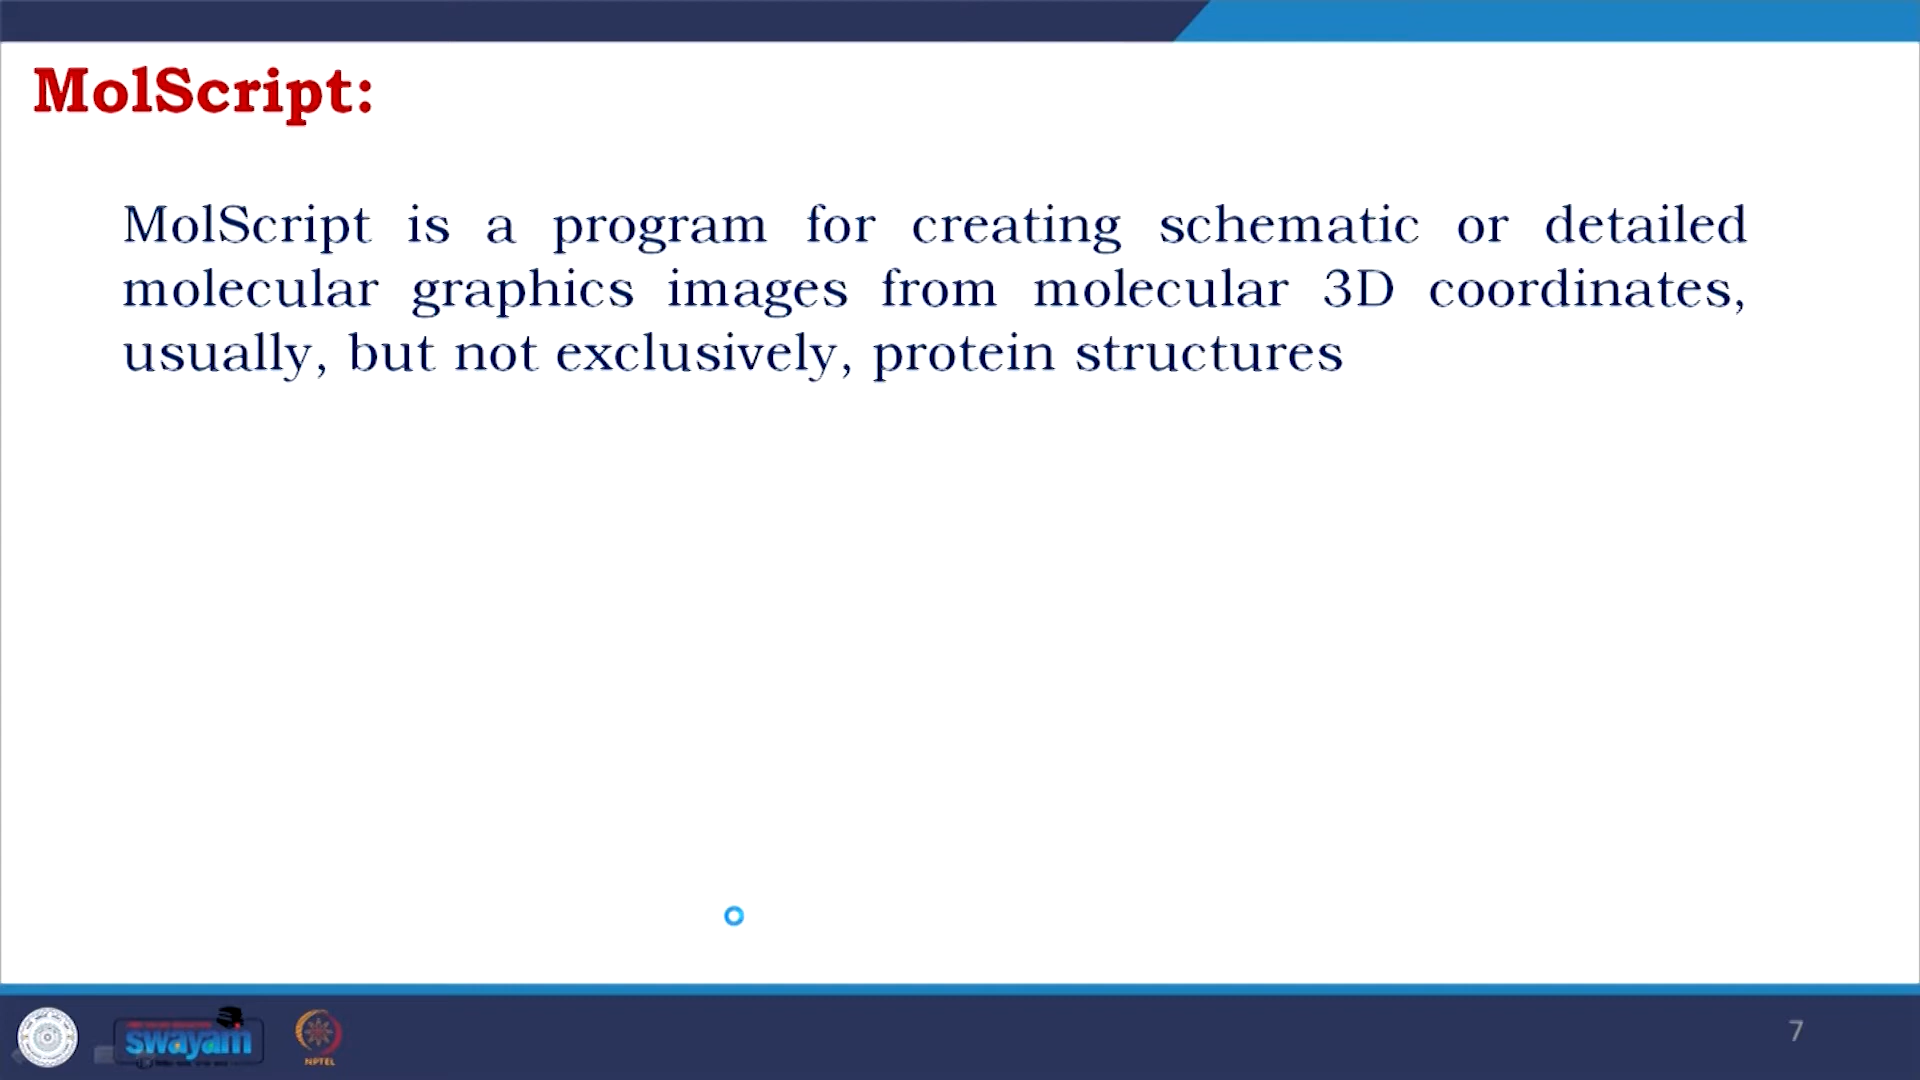 MolScript:
MolScript is a program for creating schematic or detailed
molecular graphics images from molecular 3D coordinates,
usually, but not exclusively, protein structures
swayam
NPTEL
7